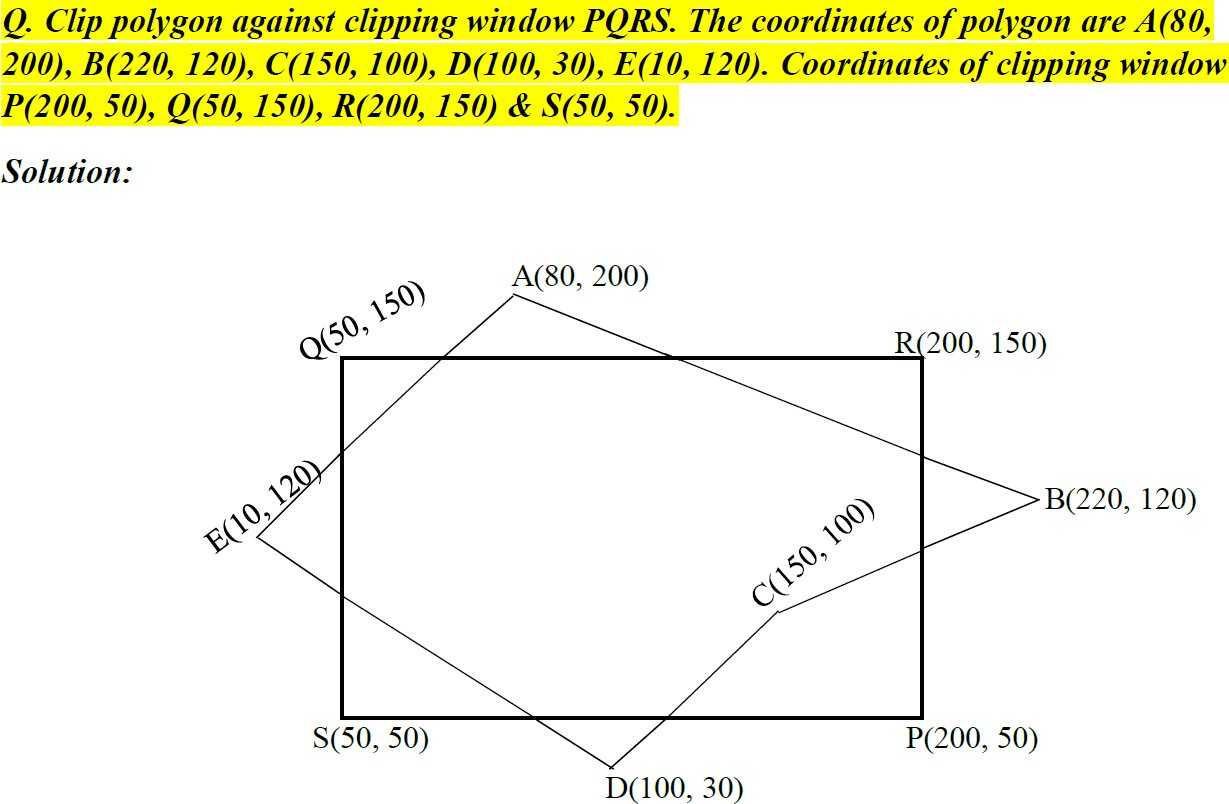 Q. Clip polygon against clipping window PQRS. The coordinates of polygon are A(80,
200), B(220, 120), C(150, 100), D(100, 30), E(10, 120). Coordinates of clipping window
P(200, 50), Q(50, 150), R(200, 150) & S(50, 50).
Solution:
A(80, 200)
Q(50, 150)
R(200, 150)
E(10, 120)
B(220, 120)
C(150, 100)
S(50, 50)
P(200, 50)
D(100, 30)